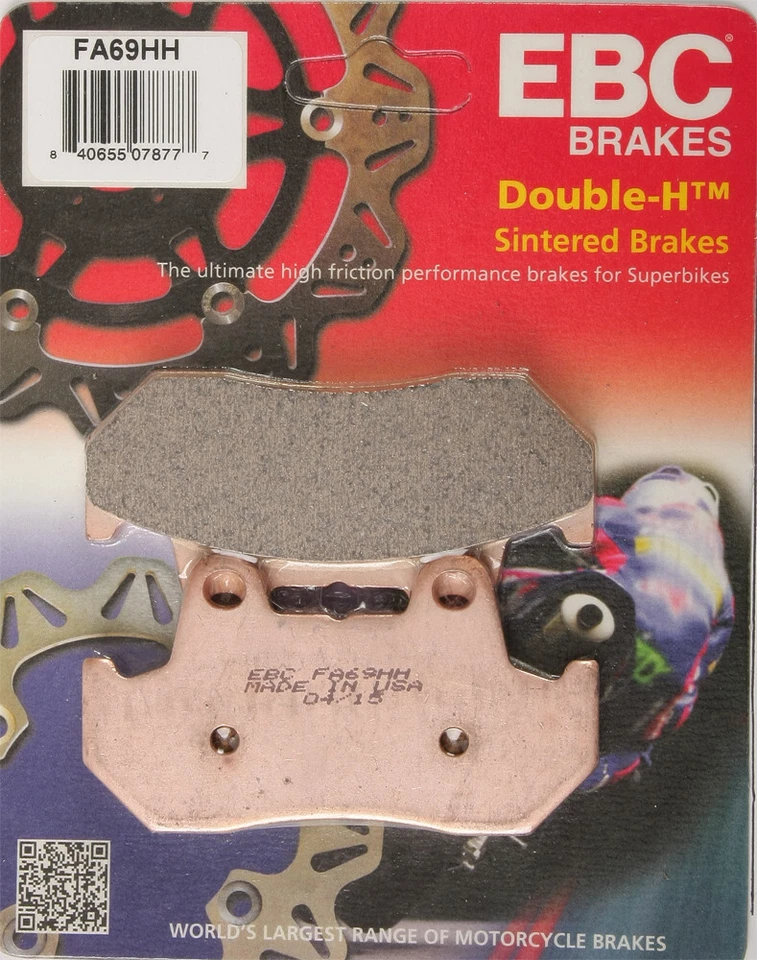 FA69HH
8 40655 07877 7
EBC®
BRAKES
Double-H™
Sintered Brakes
The ultimate high friction performance brakes for Superbikes
EBC FA69HH
MADE IN USA
04/18
WORLD'S LARGEST RANGE OF MOTORCYCLE BRAKES